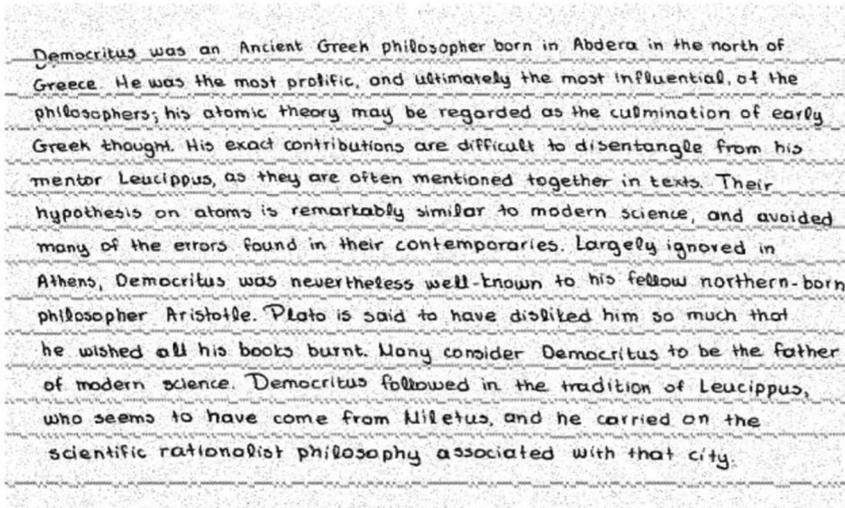 Democritus was an Ancient Greek philosopher born in Abdera in the north of
Greece. He was the most prolific, and ultimately the most influential, of the
philosophers; his atomic theory may be regarded as the culmination of early
Greek thought. His exact contributions are difficult to disentangle from his
mentor Leucippus, as they are often mentioned together in texts. Their
hypothesis on atoms is remarkably similar to modern science, and avoided
many of the errors found in their contemporaries. Largely ignored in
Athens, Democritus was nevertheless well-known to his fellow northern-born
philosopher Aristotle. Plato is said to have disliked him so much that
he wished all his books burnt. Many consider Democritus to be the father
of modern science. Democritus followed in the tradition of Leucippus,
who seems to have come from Miletus, and he carried on the
scientific rationalist philosophy associated with that city.